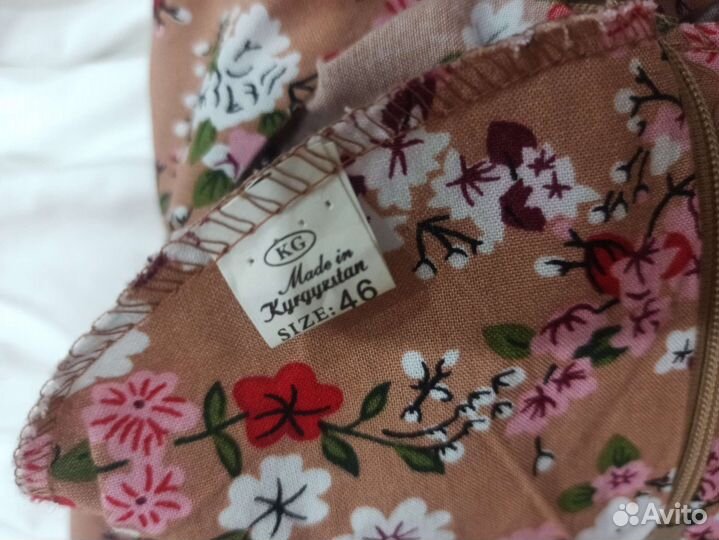 KG
Made in
Kyrgyzstan
SIZE: 46
Avito